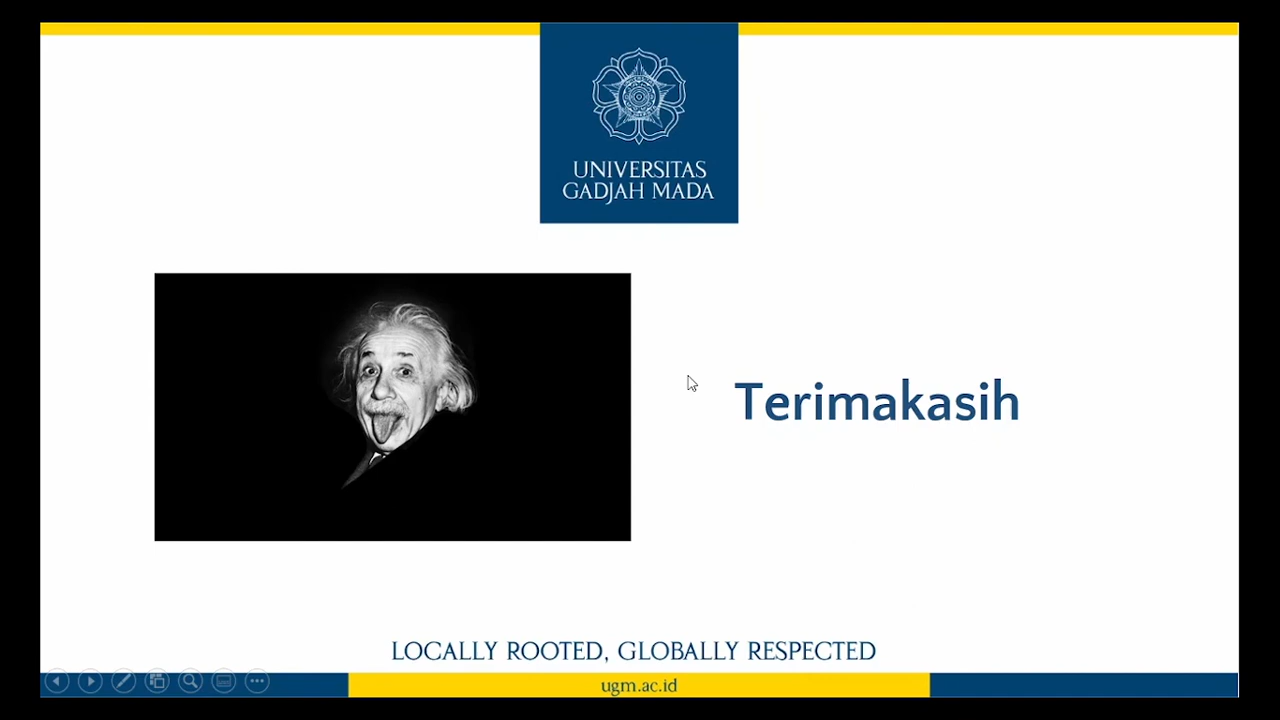 UNIVERSITAS
GADJAH MADA
Terimakasih
LOCALLY ROOTED, GLOBALLY RESPECTED
ugm.ac.id